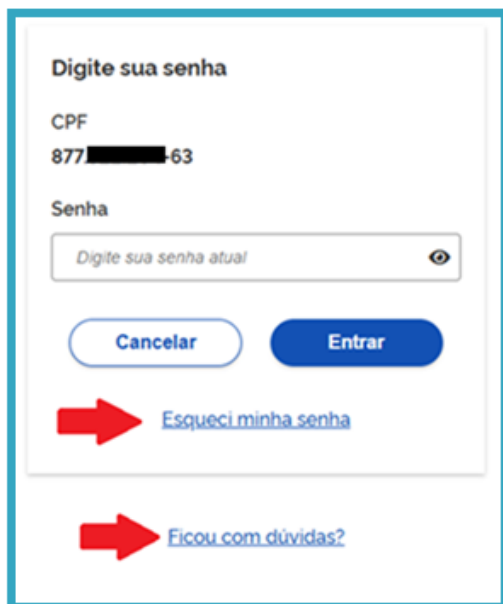 Digite sua senha
CPF
877. -63
Senha
Digite sua senha atual
Cancelar Entrar
Esqueci minha senha
Ficou com dúvidas?